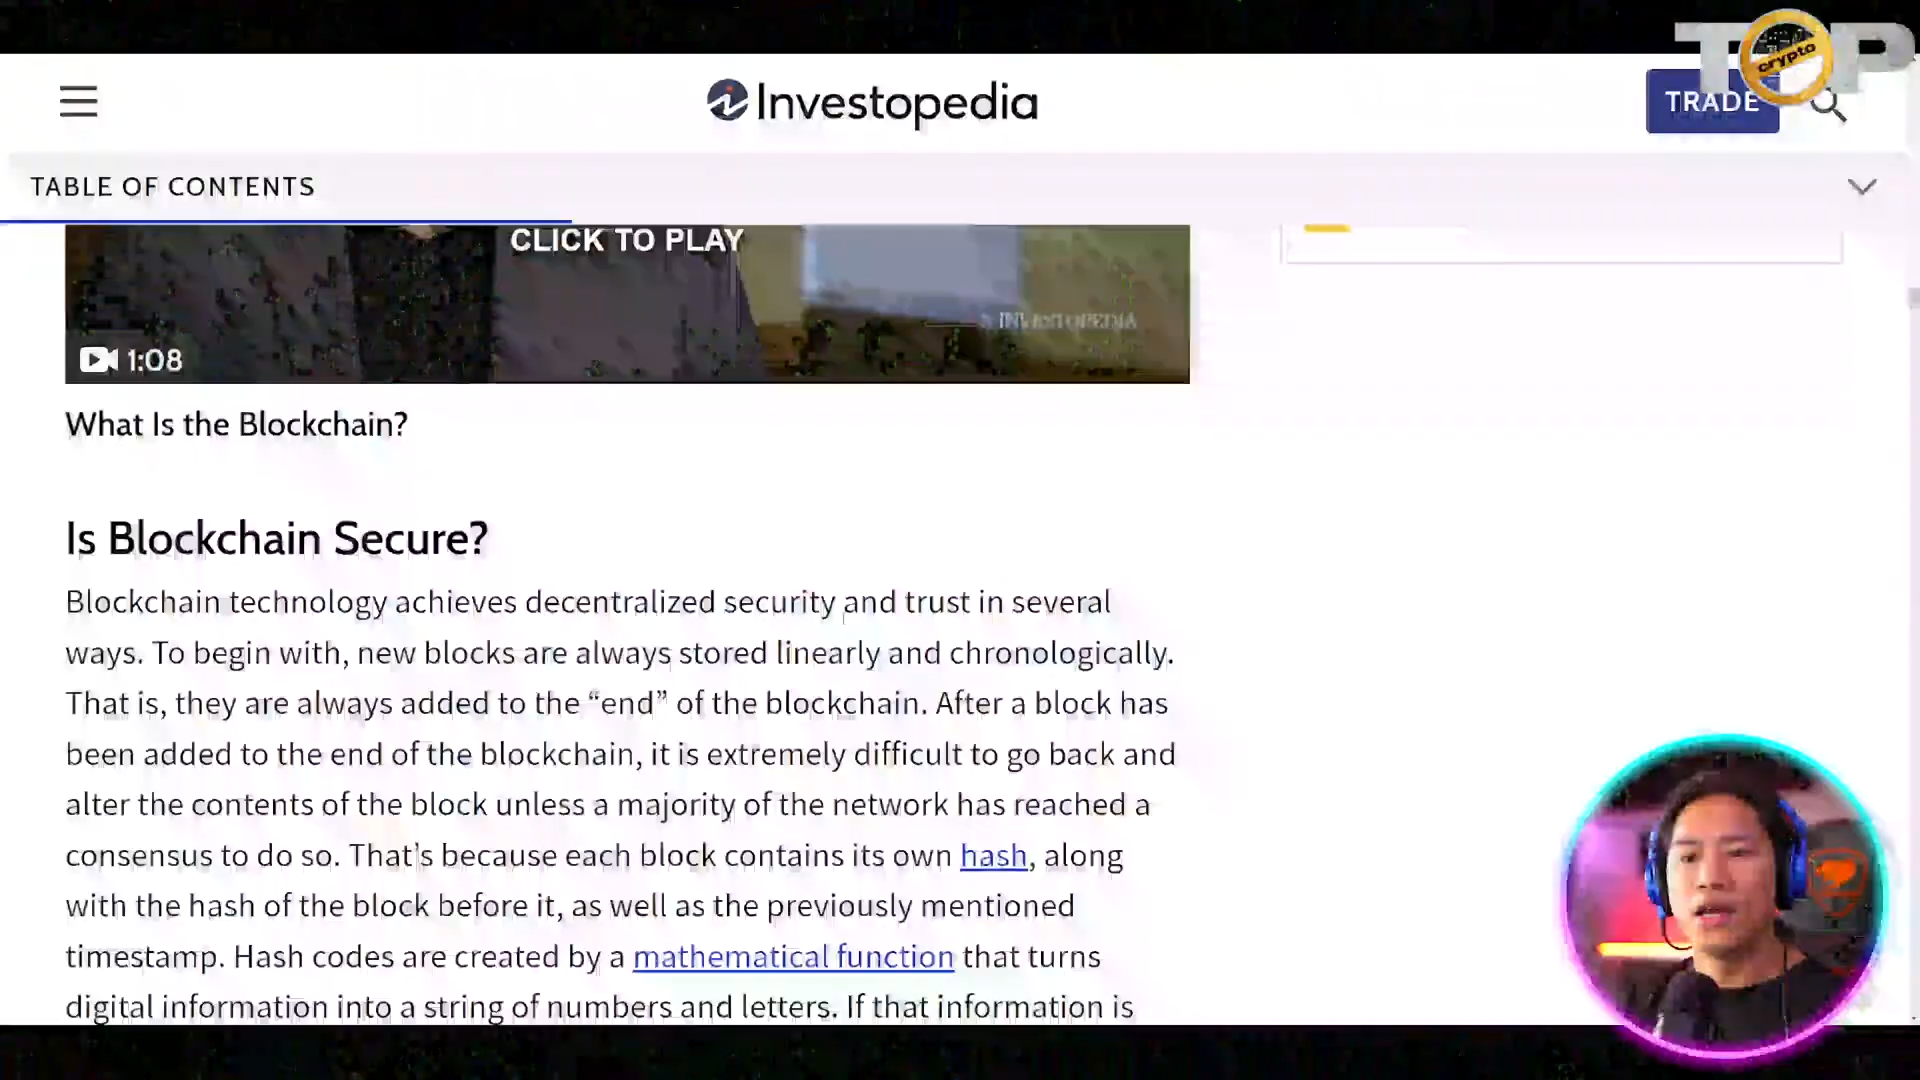 TOP
crypto
Investopedia
TRADE
TABLE OF CONTENTS
CLICK TO PLAY
INVESTOPEDIA
1:08
What Is the Blockchain?
Is Blockchain Secure?
Blockchain technology achieves decentralized security and trust in several
ways. To begin with, new blocks are always stored linearly and chronologically.
That is, they are always added to the “end” of the blockchain. After a block has
been added to the end of the blockchain, it is extremely difficult to go back and
alter the contents of the block unless a majority of the network has reached a
consensus to do so. That’s because each block contains its own hash, along
with the hash of the block before it, as well as the previously mentioned
timestamp. Hash codes are created by a mathematical function that turns
digital information into a string of numbers and letters. If that information is